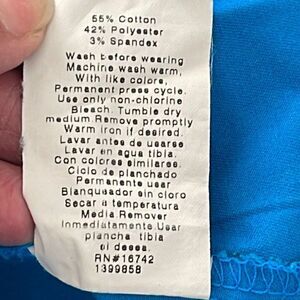 55% Cotton
42% Polyester
3% Spandex
Wash before wearing
Machine wash warm,
With like colors,
Permanent press cycle.
Use only non-chlorine
Bleach. Tumble dry
medium.Remove promptly
Warm iron if desired.
Lavar antes de usarse
Lavar en agua tibia.
Con colores similares.
Ciclo de planchado
Permanente usar
Blanqueador sin cloro
Secar a temperatura
Media.Remover
Inmediatamente.Usar
plancha tibia
si desea.
RN#16742
1399858